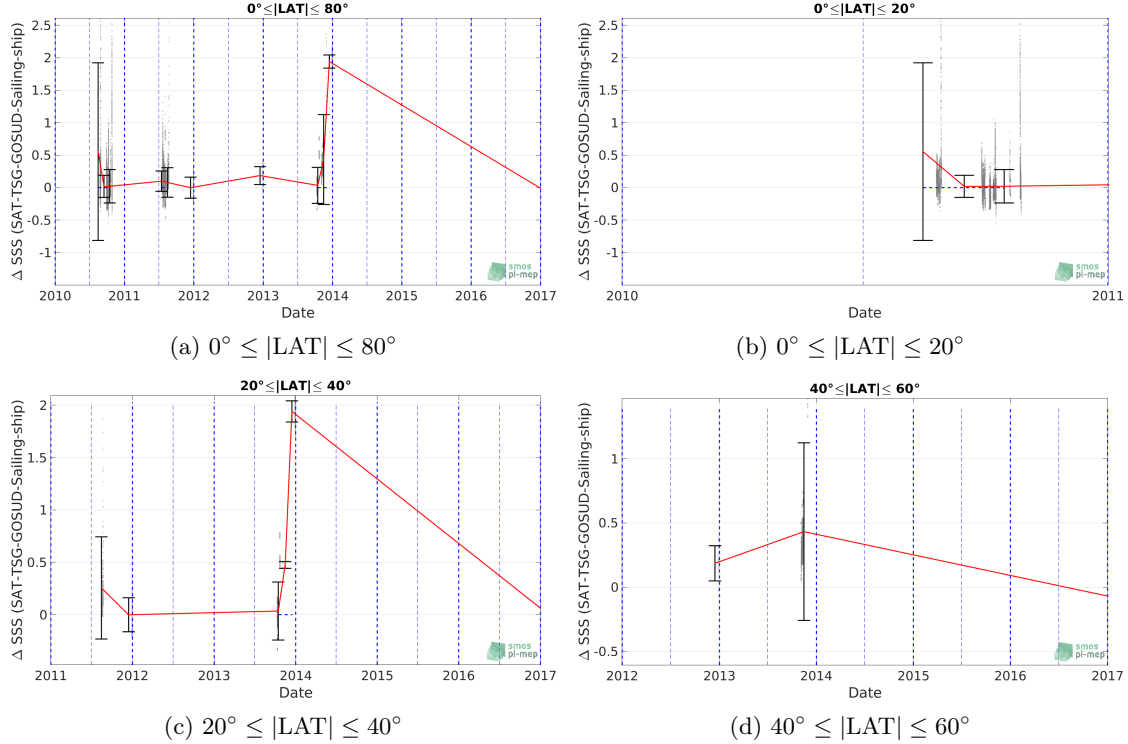 0°≤|LAT|≤ 80°
Δ SSS (SAT-TSG-GOSUD-Sailing-ship)
2.5
2
1.5
1
0.5
0
-0.5
-1
2010 2011 2012 2013 2014 2015 2016 2017
Date
smos
pi-mep
(a) 0° ≤ |LAT| ≤ 80°
0°≤|LAT|≤ 20°
Δ SSS (SAT-TSG-GOSUD-Sailing-ship)
2.5
2
1.5
1
0.5
0
-0.5
-1
2010 2011
Date
smos
pi-mep
(b) 0° ≤ |LAT| ≤ 20°
20°≤|LAT|≤ 40°
Δ SSS (SAT-TSG-GOSUD-Sailing-ship)
2
1.5
1
0.5
0
2011 2012 2013 2014 2015 2016 2017
Date
smos
pi-mep
(c) 20° ≤ |LAT| ≤ 40°
40°≤|LAT|≤ 60°
Δ SSS (SAT-TSG-GOSUD-Sailing-ship)
1
0.5
0
-0.5
2012 2013 2014 2015 2016 2017
Date
smos
pi-mep
(d) 40° ≤ |LAT| ≤ 60°